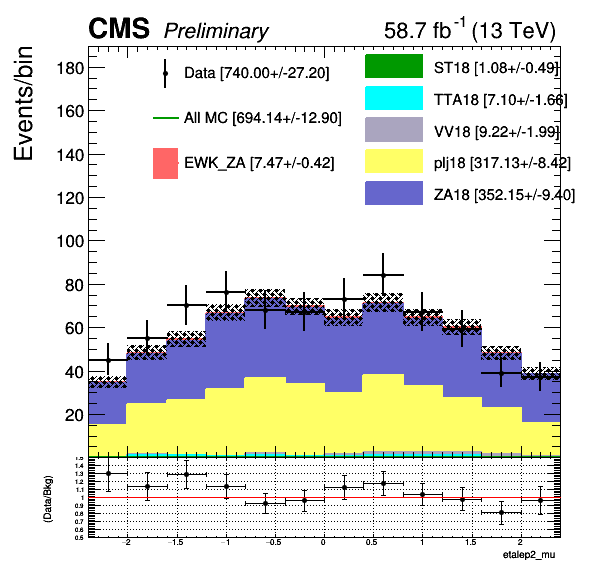 CMS Preliminary 58.7 fb⁻¹ (13 TeV)
Events/bin
180
160
140
120
100
80
60
40
20
Data [740.00+/-27.20]
All MC [694.14+/-12.90]
EWK_ZA [7.47+/-0.42]
ST18 [1.08+/-0.49]
TTA18 [7.10+/-1.66]
VV18 [9.22+/-1.99]
plj18 [317.13+/-8.42]
ZA18 [352.15+/-9.40]
(Data/Bkg)
1.5
1.4
1.3
1.2
1.1
1
0.9
0.8
0.7
0.6
0.5
−2 −1.5 −1 −0.5 0 0.5 1 1.5 2
etalep2_mu